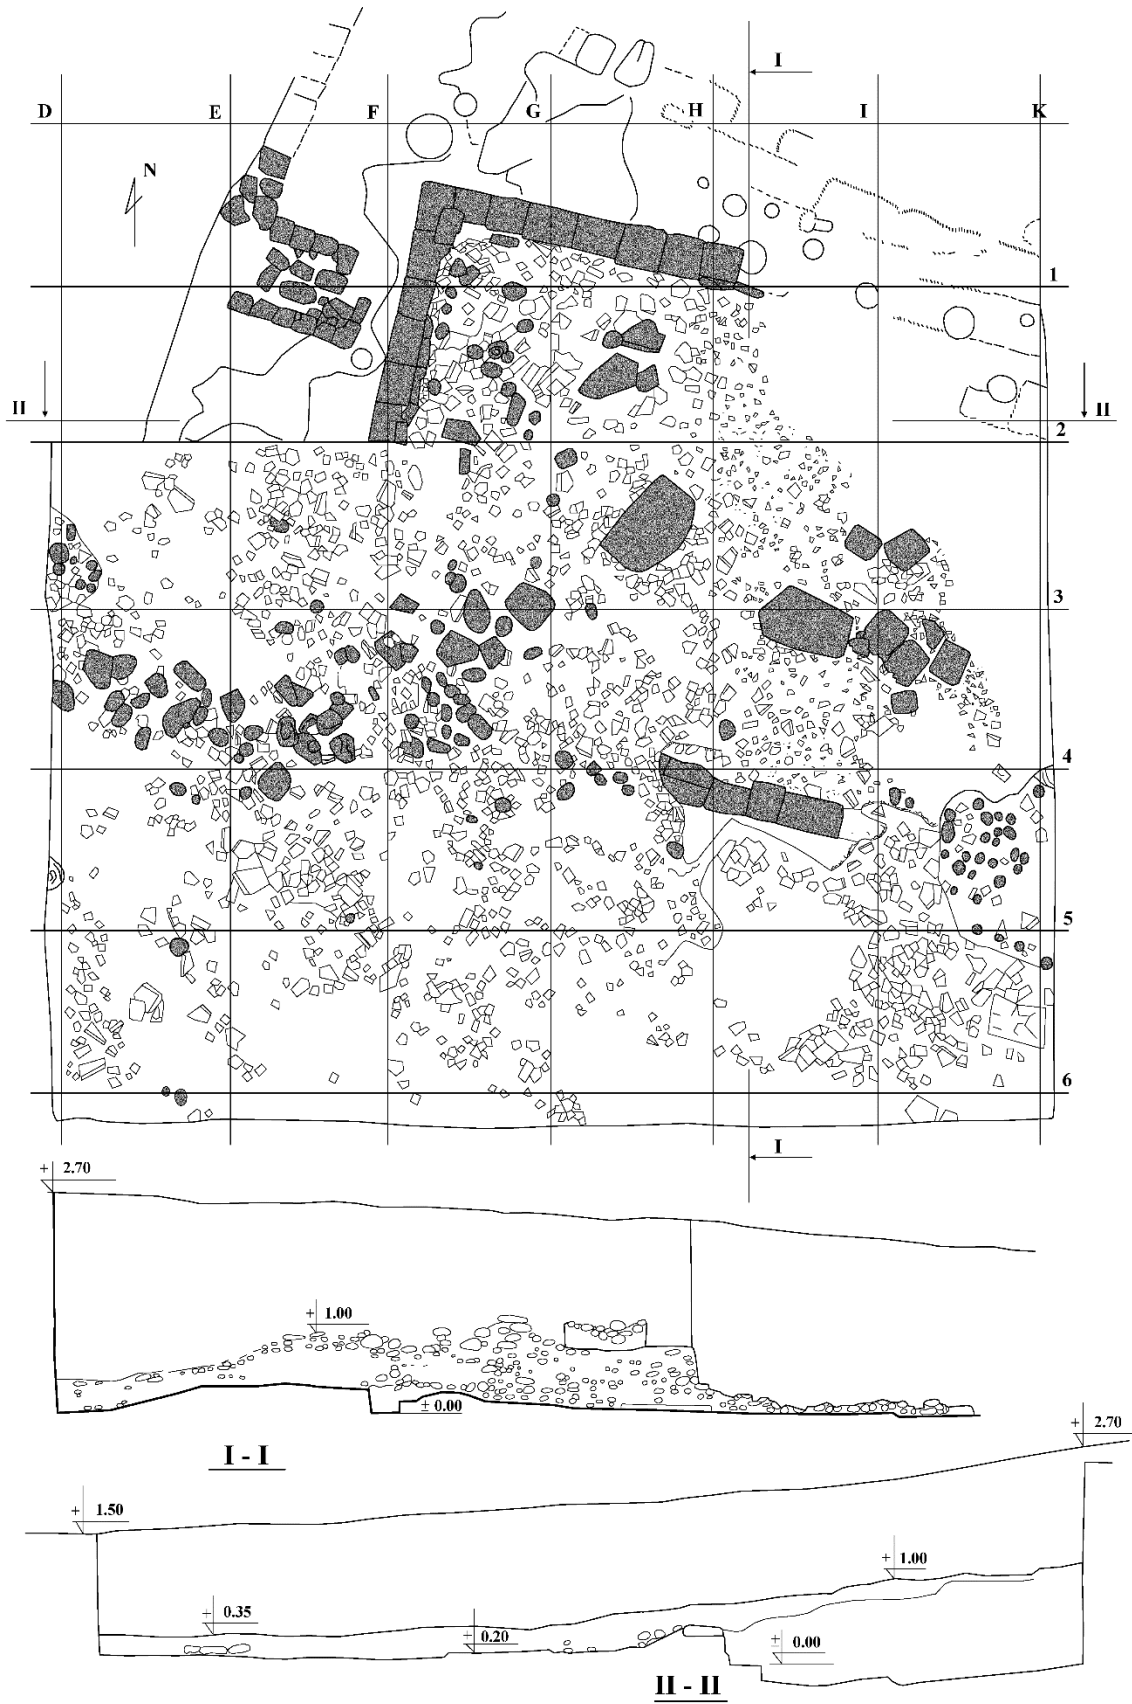 I
D E F G H I K
N
1
II II
2
3
4
5
6
I
+ 2.70
+ 1.00
± 0.00
I - I
+ 2.70
+ 1.50
+ 1.00
+ 0.35
+ 0.20
± 0.00
II - II